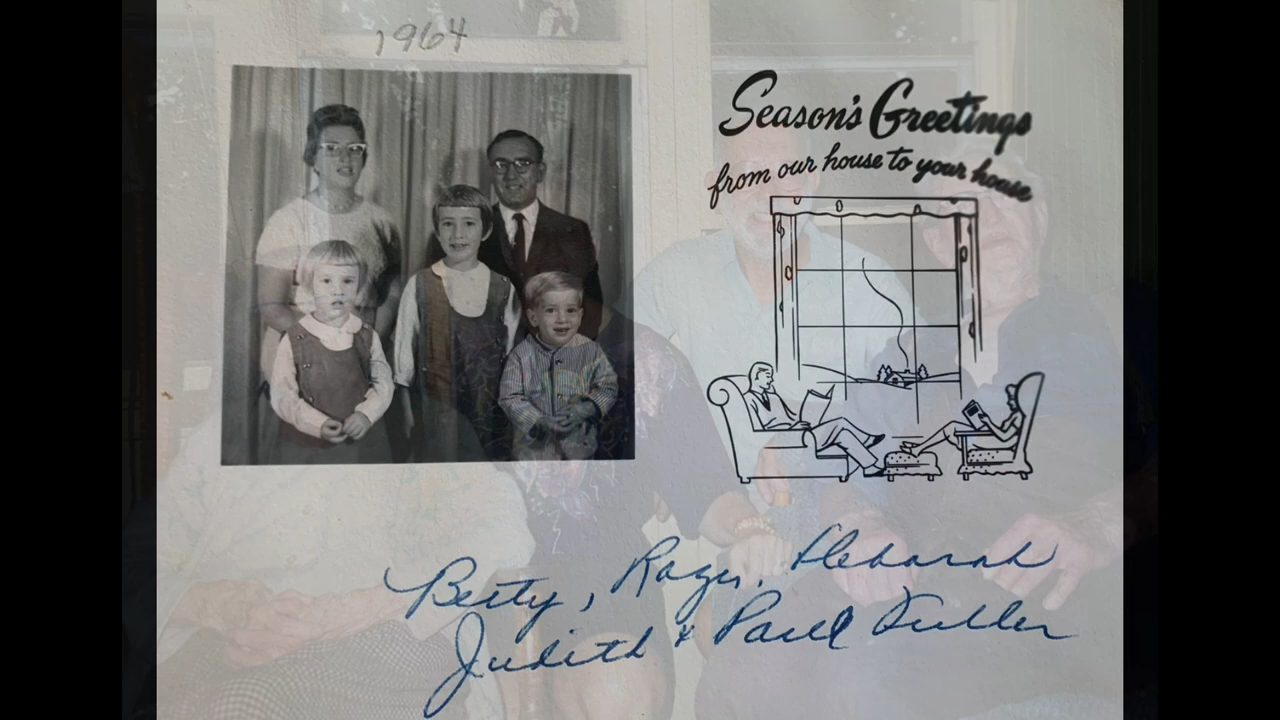 1964
Season's Greetings
from our house to your house
Betty, Roger, Deborah
Judith & Paul Fuller